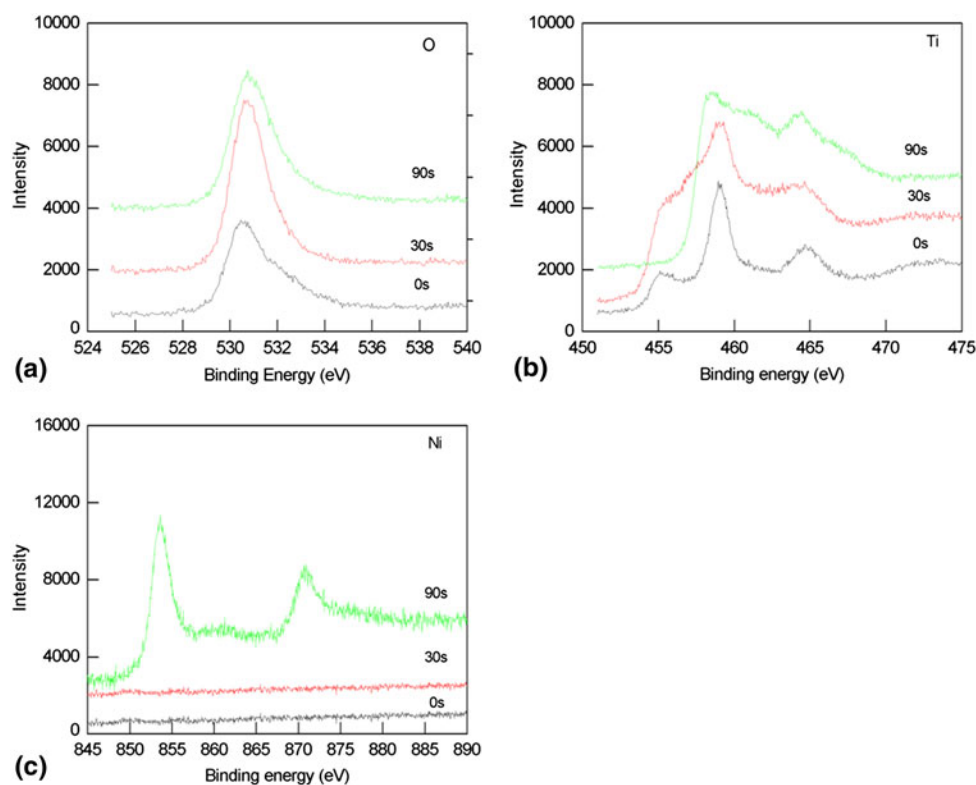 10000
8000
6000
4000
2000
0
Intensity
O
90s
30s
0s
524 526 528 530 532 534 536 538 540
Binding Energy (eV)
(a)
10000
8000
6000
4000
2000
0
Intensity
Ti
90s
30s
0s
450 455 460 465 470 475
Binding energy (eV)
(b)
16000
12000
8000
4000
0
Intensity
Ni
90s
30s
0s
845 850 855 860 865 870 875 880 885 890
Binding energy (eV)
(c)